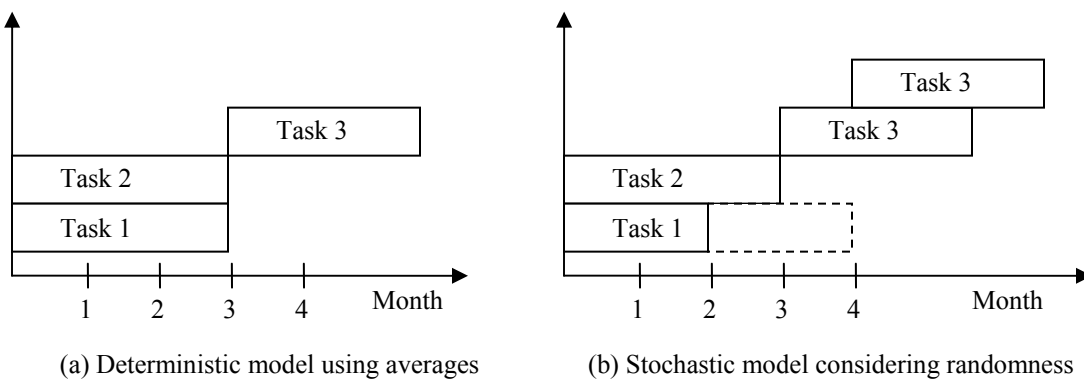 Task 3
Task 2
Task 1
1 2 3 4
Month
(a) Deterministic model using averages
Task 3
Task 3
Task 2
Task 1
1 2 3 4
Month
(b) Stochastic model considering randomness